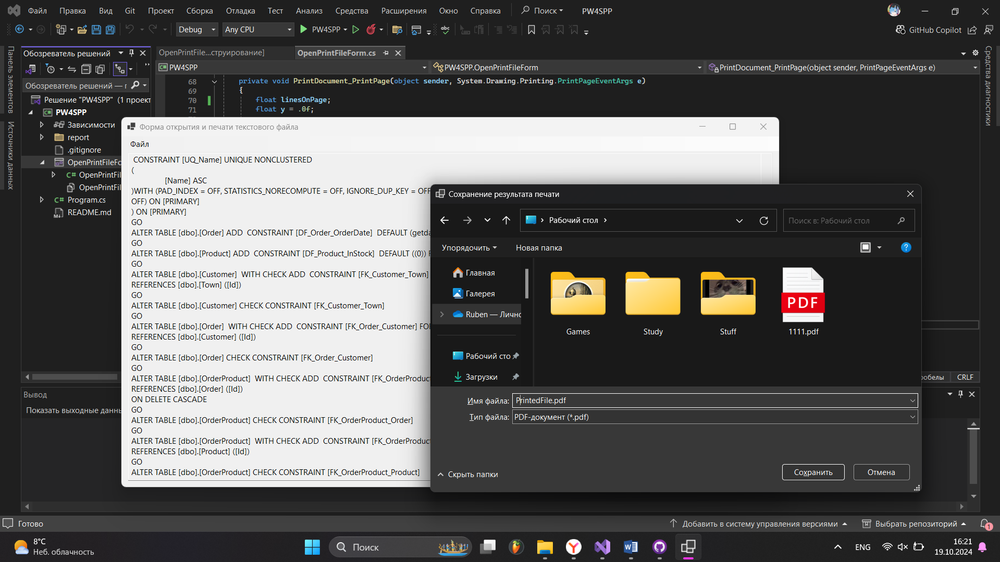 Файл Правка Вид Git Проект Сборка Отладка Тест Анализ Средства Расширения Окно Справка Поиск PW4SPP
Debug Any CPU PW4SPP abc GitHub Copilot
Панель элементов
Источники данных
Обозреватель решений
Обозреватель решений — г
Решение "PW4SPP" (1 проект
C# PW4SPP
Зависимости
report
.gitignore
OpenPrintFileFo
C# OpenPrintFil
OpenPrintFil
C# Program.cs
README.md
OpenPrintFile...струирование]
OpenPrintFileForm.cs
C# PW4SPP
PW4SPP.OpenPrintFileForm
PrintDocument_PrintPage(object sender, PrintPageEventArgs e)
Средства диагностики
68 private void PrintDocument_PrintPage(object sender, System.Drawing.Printing.PrintPageEventArgs e)
69 {
70 float linesOnPage;
71 float y = .0f;
Форма открытия и печати текстового файла
Файл
CONSTRAINT [UQ_Name] UNIQUE NONCLUSTERED
(
[Name] ASC
)WITH (PAD_INDEX = OFF, STATISTICS_NORECOMPUTE = OFF, IGNORE_DUP_KEY = OFF
OFF) ON [PRIMARY]
) ON [PRIMARY]
GO
ALTER TABLE [dbo].[Order] ADD  CONSTRAINT [DF_Order_OrderDate]  DEFAULT (getda
GO
ALTER TABLE [dbo].[Product] ADD  CONSTRAINT [DF_Product_InStock]  DEFAULT ((0)) F
GO
ALTER TABLE [dbo].[Customer]  WITH CHECK ADD  CONSTRAINT [FK_Customer_Town]
REFERENCES [dbo].[Town] ([Id])
GO
ALTER TABLE [dbo].[Customer] CHECK CONSTRAINT [FK_Customer_Town]
GO
ALTER TABLE [dbo].[Order]  WITH CHECK ADD  CONSTRAINT [FK_Order_Customer] FO
REFERENCES [dbo].[Customer] ([Id])
GO
ALTER TABLE [dbo].[Order] CHECK CONSTRAINT [FK_Order_Customer]
GO
ALTER TABLE [dbo].[OrderProduct]  WITH CHECK ADD  CONSTRAINT [FK_OrderProduct
REFERENCES [dbo].[Order] ([Id])
ON DELETE CASCADE
GO
ALTER TABLE [dbo].[OrderProduct] CHECK CONSTRAINT [FK_OrderProduct_Order]
GO
ALTER TABLE [dbo].[OrderProduct]  WITH CHECK ADD  CONSTRAINT [FK_OrderProduct
REFERENCES [dbo].[Product] ([Id])
GO
ALTER TABLE [dbo].[OrderProduct] CHECK CONSTRAINT [FK_OrderProduct_Product]
Сохранение результата печати
Рабочий стол
Поиск в: Рабочий стол
Упорядочить Новая папка
?
Главная
Галерея
Ruben — Лично
Рабочий сто
Загрузки
PDF
Games Study Stuff 1111.pdf
Имя файла: PrintedFile.pdf
Тип файла: PDF-документ (*.pdf)
Скрыть папки
Сохранить Отмена
робелы CRLF
Вывод
Показать выходные данны
Готово
Добавить в систему управления версиями
Выбрать репозиторий
1
8°C
Неб. облачность
Поиск
ENG
16:21
19.10.2024